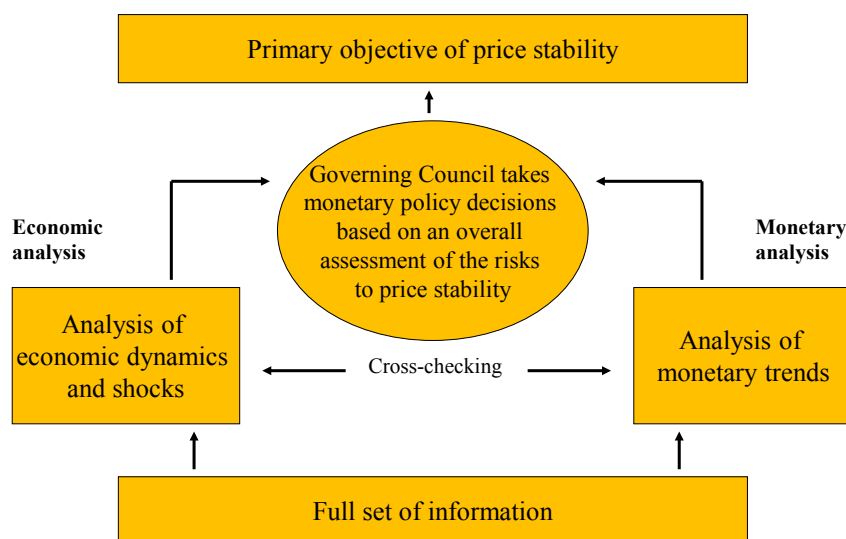 Primary objective of price stability
Governing Council takes
monetary policy decisions
based on an overall
assessment of the risks
to price stability
Economic
analysis
Monetary
analysis
Analysis of
economic dynamics
and shocks
Cross-checking
Analysis of
monetary trends
Full set of information